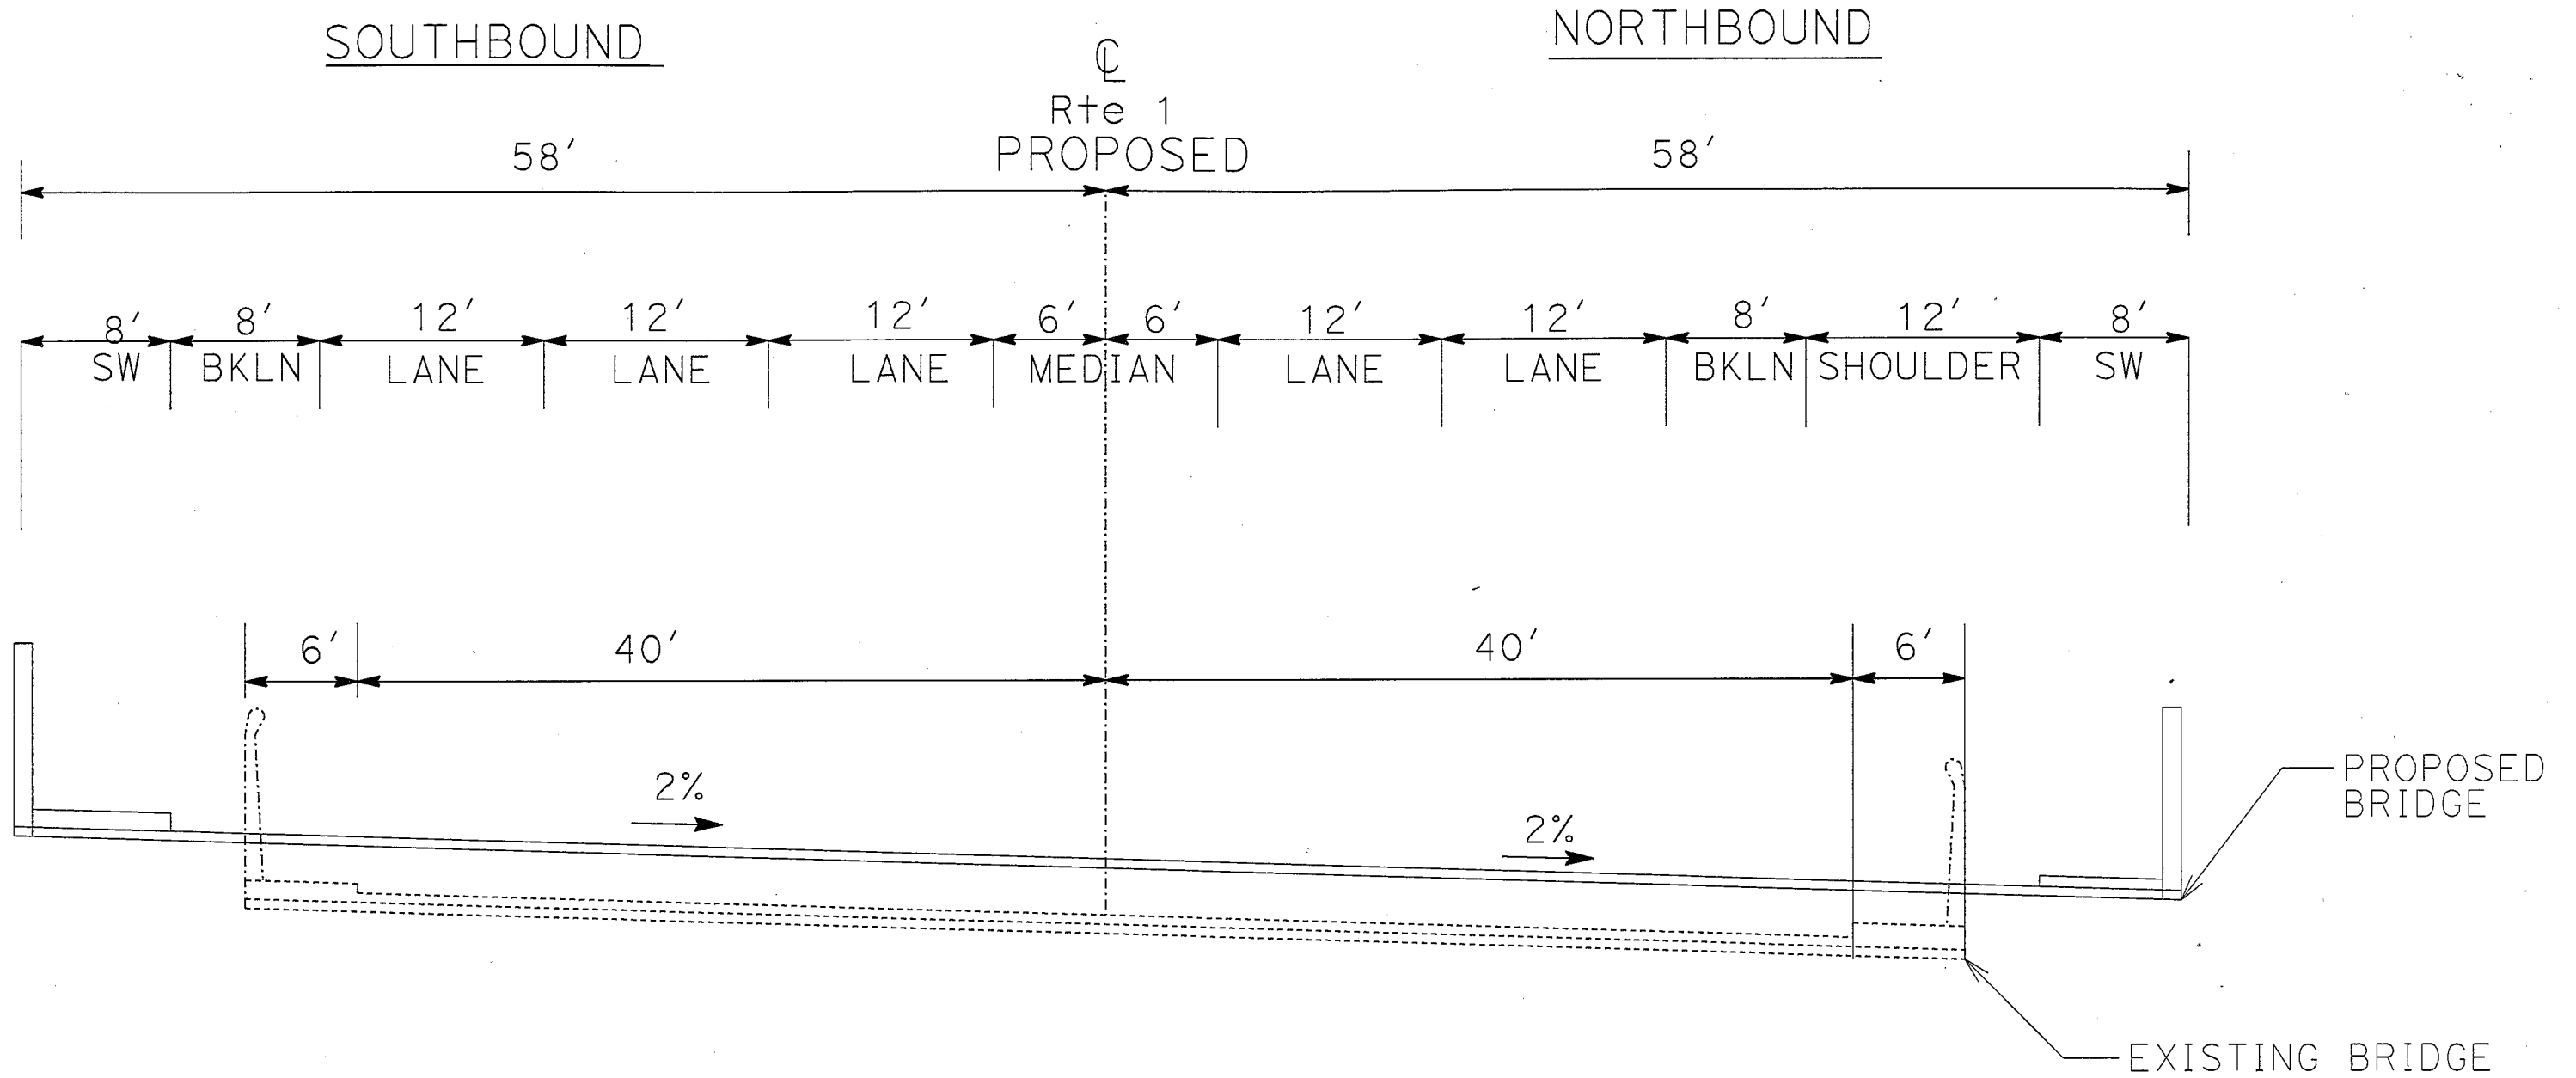 SOUTHBOUND
NORTHBOUND
℄
Rte 1
PROPOSED
58′
58′
8′ 8′ 12′ 12′ 12′ 6′ 6′ 12′ 12′ 8′ 12′ 8′
SW BKLN LANE LANE LANE MEDIAN LANE LANE BKLN SHOULDER SW
6′ 40′ 40′ 6′
2%
2%
PROPOSED
BRIDGE
EXISTING BRIDGE